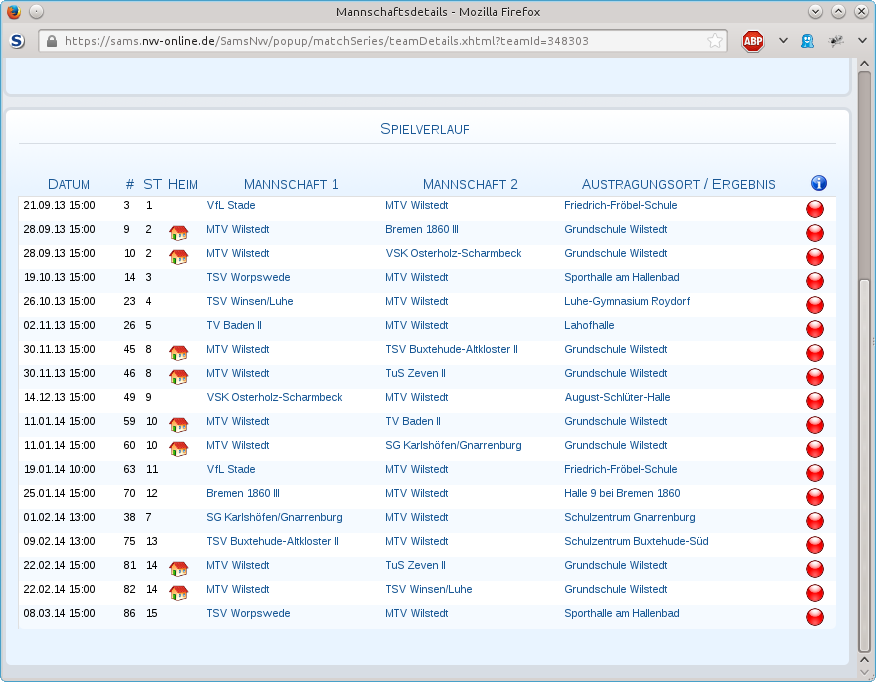 Mannschaftsdetails - Mozilla Firefox
S https://sams.nw-online.de/SamsNw/popup/matchSeries/teamDetails.xhtml?teamId=348303 ABP
Spielverlauf
Datum # ST Heim Mannschaft 1 Mannschaft 2 Austragungsort / Ergebnis i
21.09.13 15:00 3 1 VfL Stade MTV Wilstedt Friedrich-Fröbel-Schule
28.09.13 15:00 9 2 MTV Wilstedt Bremen 1860 III Grundschule Wilstedt
28.09.13 15:00 10 2 MTV Wilstedt VSK Osterholz-Scharmbeck Grundschule Wilstedt
19.10.13 15:00 14 3 TSV Worpswede MTV Wilstedt Sporthalle am Hallenbad
26.10.13 15:00 23 4 TSV Winsen/Luhe MTV Wilstedt Luhe-Gymnasium Roydorf
02.11.13 15:00 26 5 TV Baden II MTV Wilstedt Lahofhalle
30.11.13 15:00 45 8 MTV Wilstedt TSV Buxtehude-Altkloster II Grundschule Wilstedt
30.11.13 15:00 46 8 MTV Wilstedt TuS Zeven II Grundschule Wilstedt
14.12.13 15:00 49 9 VSK Osterholz-Scharmbeck MTV Wilstedt August-Schlüter-Halle
11.01.14 15:00 59 10 MTV Wilstedt TV Baden II Grundschule Wilstedt
11.01.14 15:00 60 10 MTV Wilstedt SG Karlshöfen/Gnarrenburg Grundschule Wilstedt
19.01.14 10:00 63 11 VfL Stade MTV Wilstedt Friedrich-Fröbel-Schule
25.01.14 15:00 70 12 Bremen 1860 III MTV Wilstedt Halle 9 bei Bremen 1860
01.02.14 13:00 38 7 SG Karlshöfen/Gnarrenburg MTV Wilstedt Schulzentrum Gnarrenburg
09.02.14 13:00 75 13 TSV Buxtehude-Altkloster II MTV Wilstedt Schulzentrum Buxtehude-Süd
22.02.14 15:00 81 14 MTV Wilstedt TuS Zeven II Grundschule Wilstedt
22.02.14 15:00 82 14 MTV Wilstedt TSV Winsen/Luhe Grundschule Wilstedt
08.03.14 15:00 86 15 TSV Worpswede MTV Wilstedt Sporthalle am Hallenbad